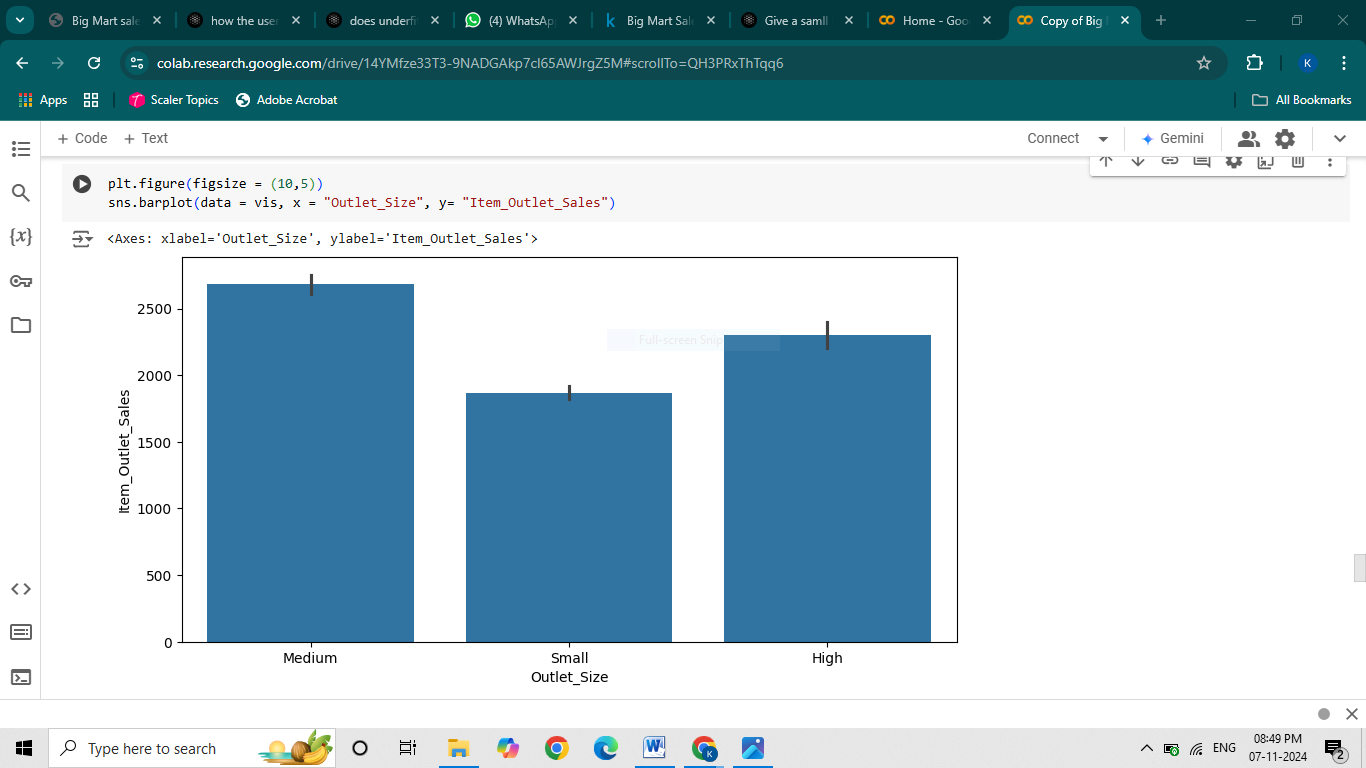 Big Mart sale
how the user
does underfi
(4) WhatsAp
Big Mart Sal
Give a samll
Home - Goo
Copy of Big
colab.research.google.com/drive/14YMfze33T3-9NADGAkp7cl65AWJrgZ5M#scrollTo=QH3PRxThTqq6
K
Apps
Scaler Topics
Adobe Acrobat
All Bookmarks
+ Code + Text
Connect
Gemini
plt.figure(figsize = (10,5))
sns.barplot(data = vis, x = "Outlet_Size", y= "Item_Outlet_Sales")
{x}
<Axes: xlabel='Outlet_Size', ylabel='Item_Outlet_Sales'>
2500
2000
1500
1000
500
0
Item_Outlet_Sales
Full-screen Snip
Medium Small High
Outlet_Size
Type here to search
ENG
08:49 PM
07-11-2024
2